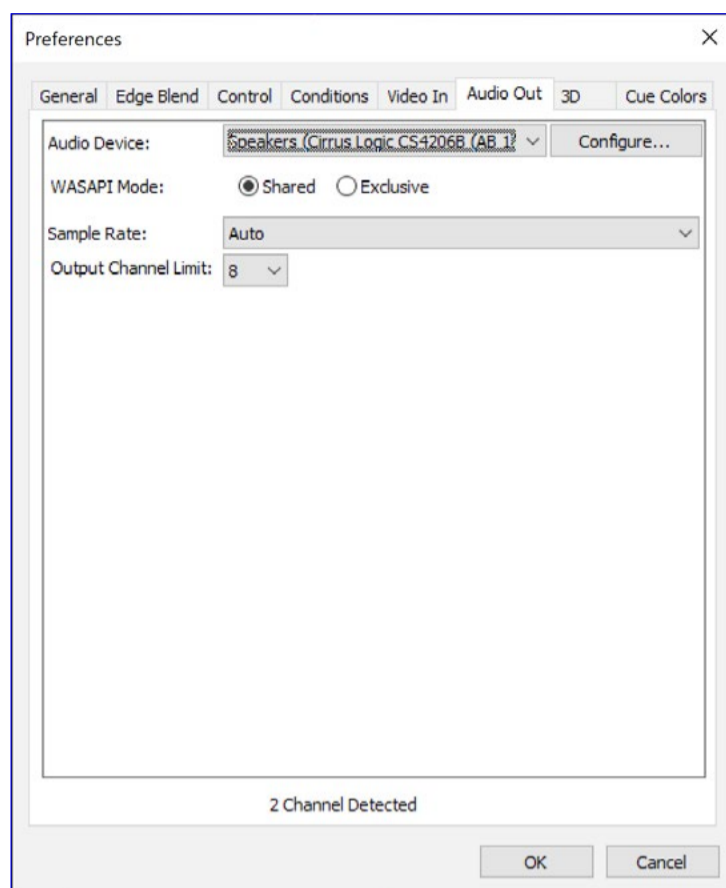 Preferences
General Edge Blend Control Conditions Video In Audio Out 3D Cue Colors
Audio Device: Speakers (Cirrus Logic CS4206B (AB 1 Configure...
WASAPI Mode: Shared Exclusive
Sample Rate: Auto
Output Channel Limit: 8
2 Channel Detected
OK Cancel